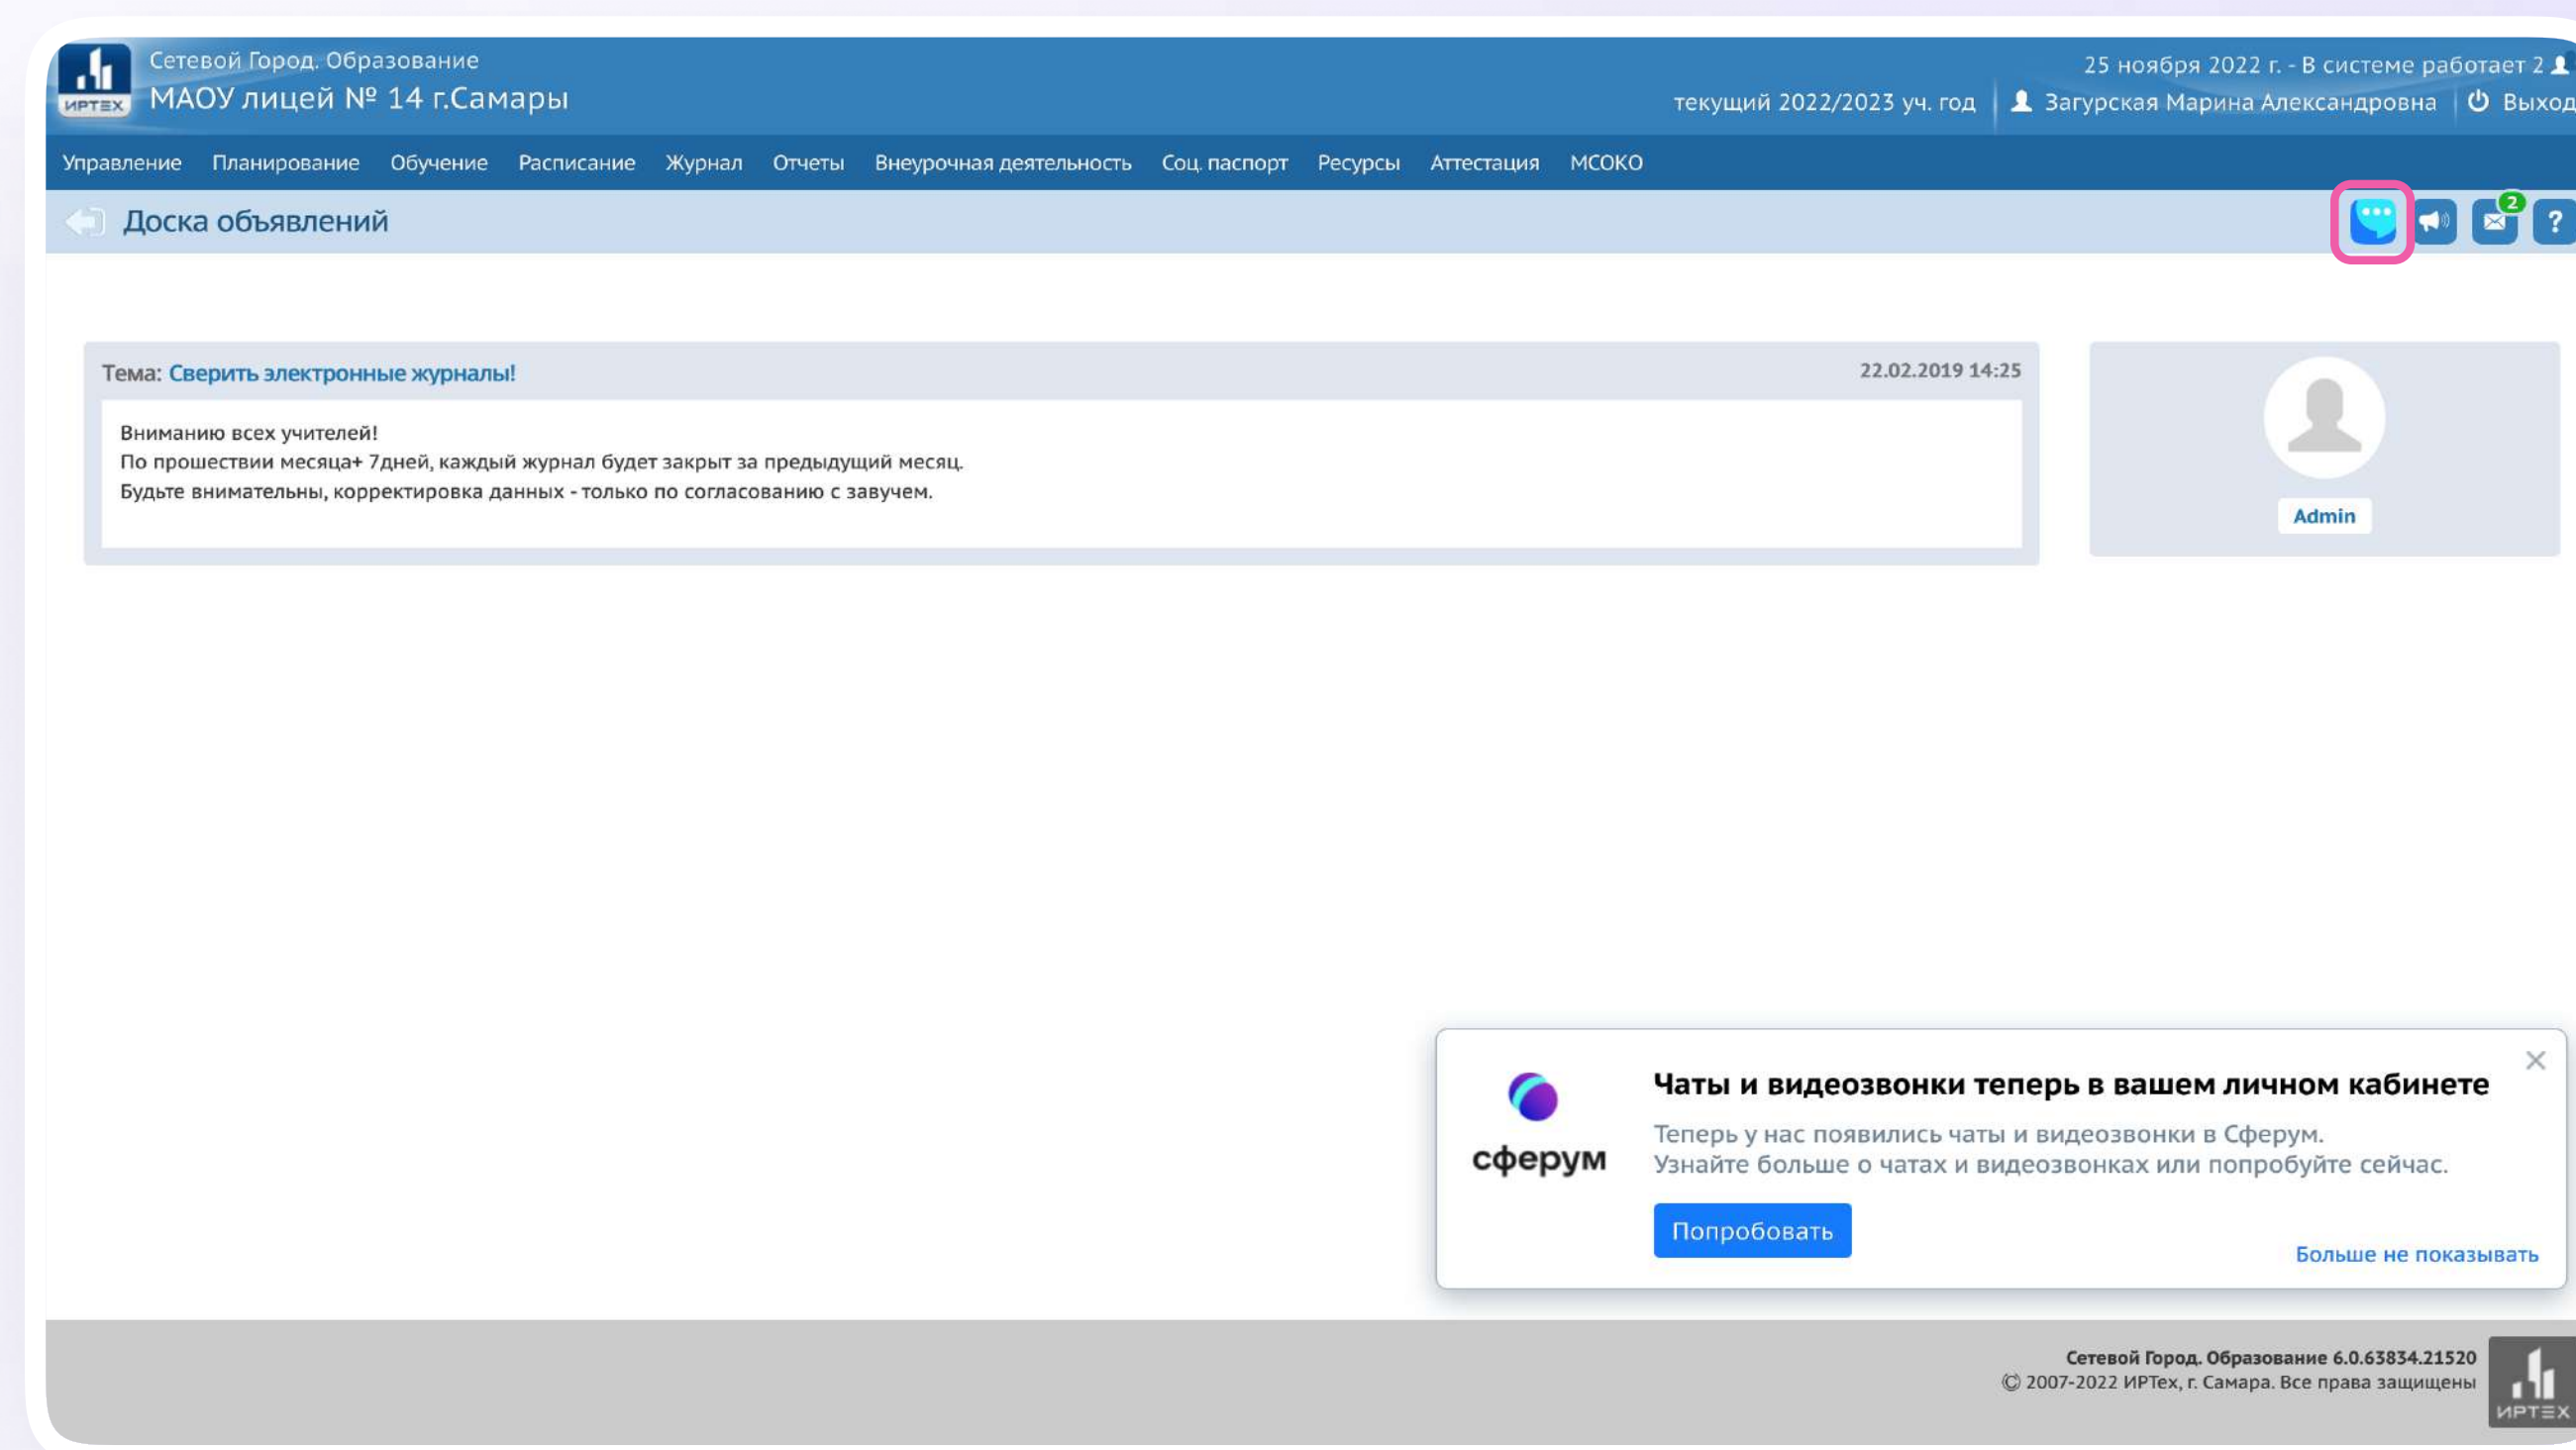 Сетевой Город. Образование
МАОУ лицей № 14 г.Самары
ИРТЕХ
25 ноября 2022 г. - В системе работает 2
текущий 2022/2023 уч. год Загурская Марина Александровна Выход
Управление Планирование Обучение Расписание Журнал Отчеты Внеурочная деятельность Соц. паспорт Ресурсы Аттестация МСОКО
Доска объявлений
2
?
Тема: Сверить электронные журналы! 22.02.2019 14:25
Вниманию всех учителей!
По прошествии месяца+ 7дней, каждый журнал будет закрыт за предыдущий месяц.
Будьте внимательны, корректировка данных - только по согласованию с завучем.
Admin
сферум
Чаты и видеозвонки теперь в вашем личном кабинете
Теперь у нас появились чаты и видеозвонки в Сферум.
Узнайте больше о чатах и видеозвонках или попробуйте сейчас.
Попробовать
Больше не показывать
Сетевой Город. Образование 6.0.63834.21520
© 2007-2022 ИРТех, г. Самара. Все права защищены
ИРТЕХ